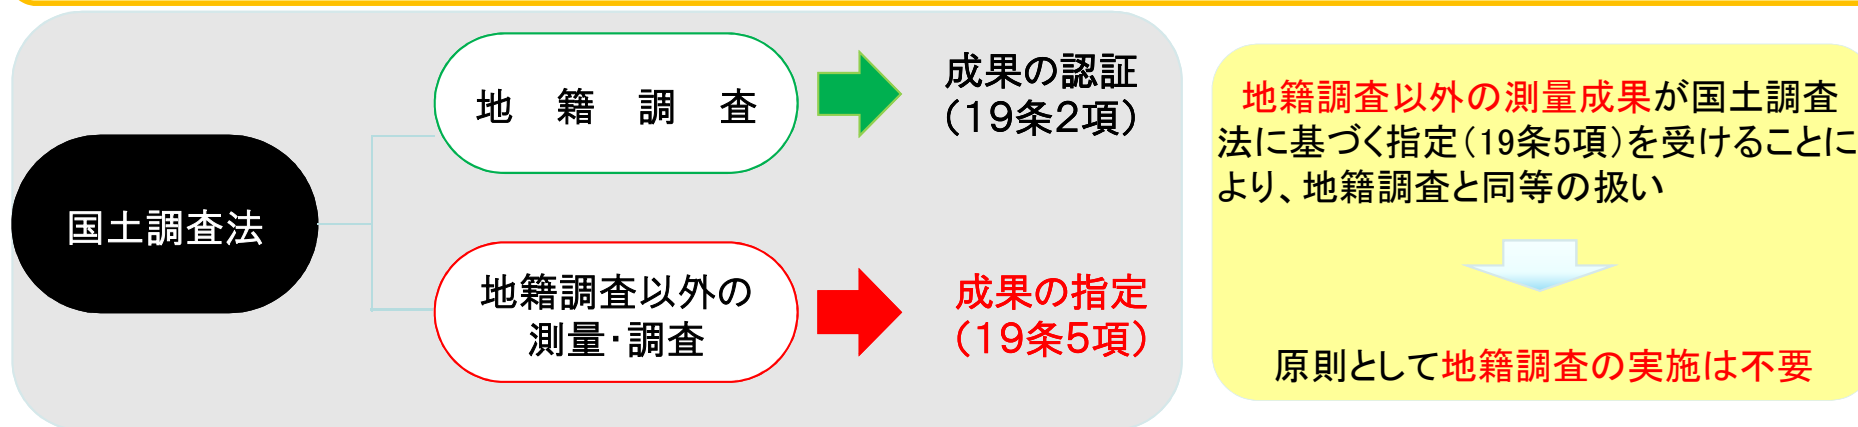 国土調査法
地　籍　調　査
成果の認証
（１９条２項）
地籍調査以外の
測量・調査
成果の指定
（１９条５項）
地籍調査以外の測量成果が国土調査
法に基づく指定（19条5項）を受けることに
より、地籍調査と同等の扱い
原則として地籍調査の実施は不要